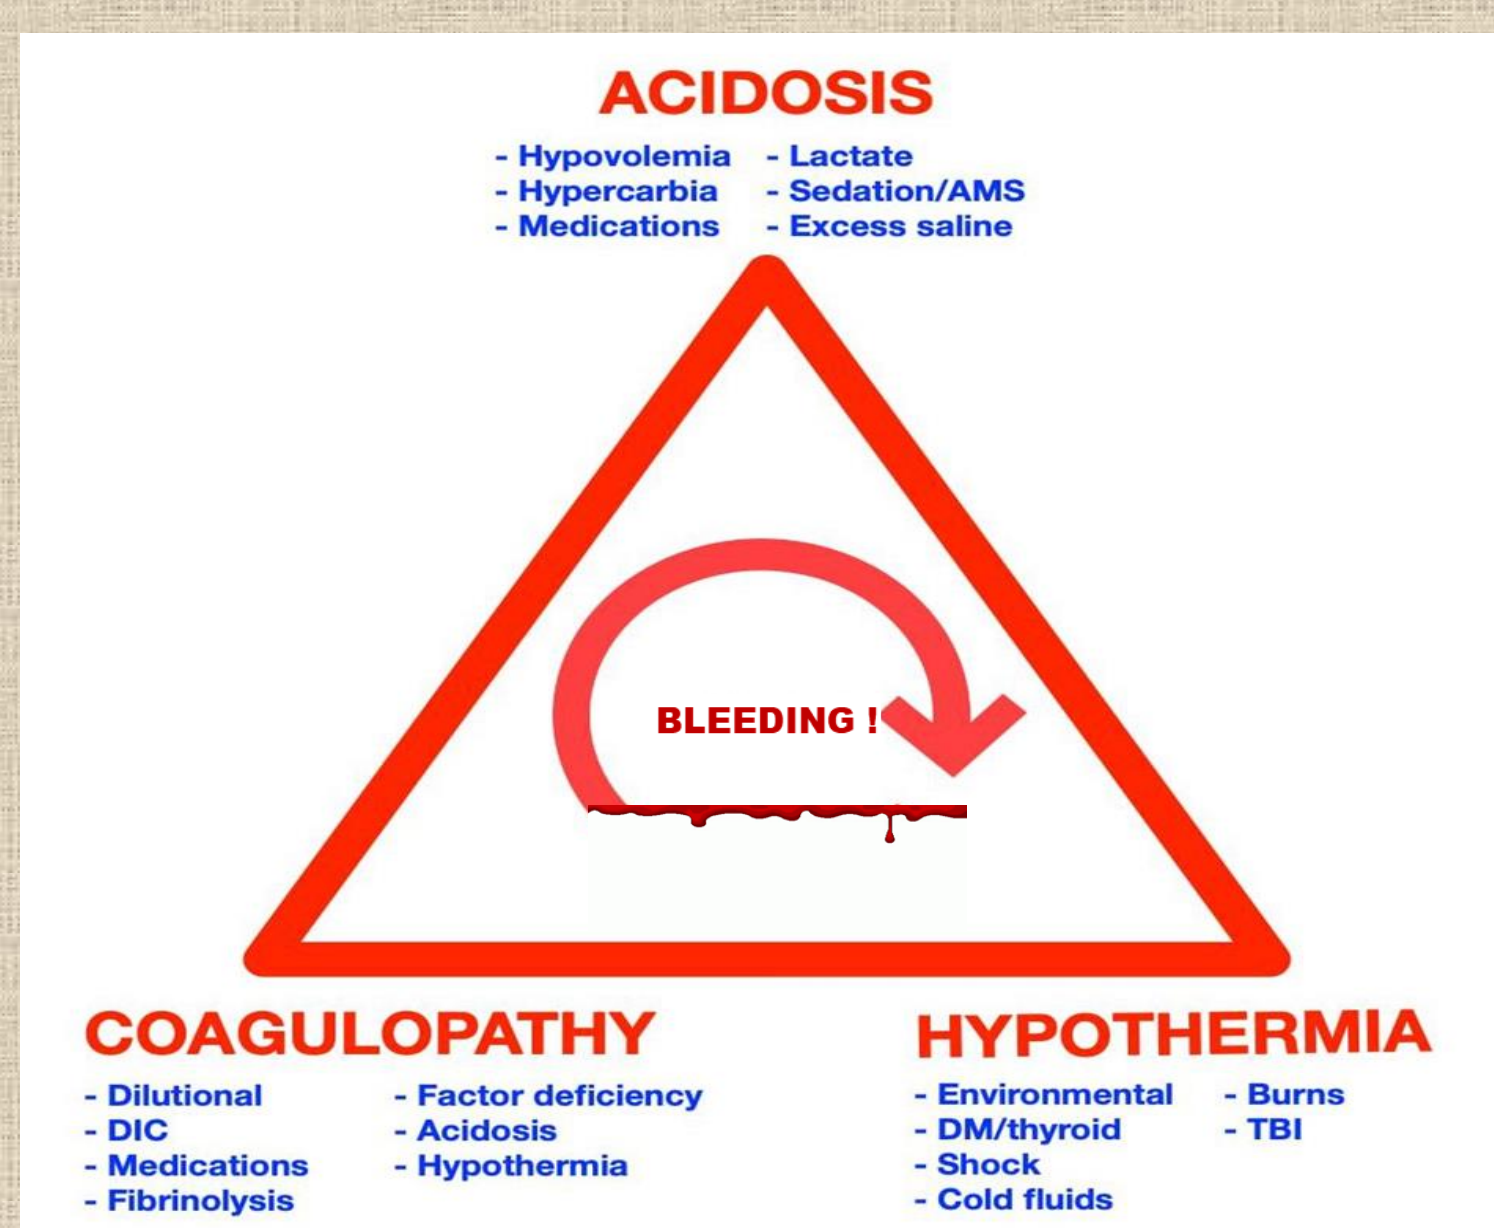 ACIDOSIS
- Hypovolemia - Lactate
- Hypercarbia - Sedation/AMS
- Medications - Excess saline
BLEEDING !
COAGULOPATHY
- Dilutional - Factor deficiency
- DIC - Acidosis
- Medications - Hypothermia
- Fibrinolysis
HYPOTHERMIA
- Environmental - Burns
- DM/thyroid - TBI
- Shock
- Cold fluids